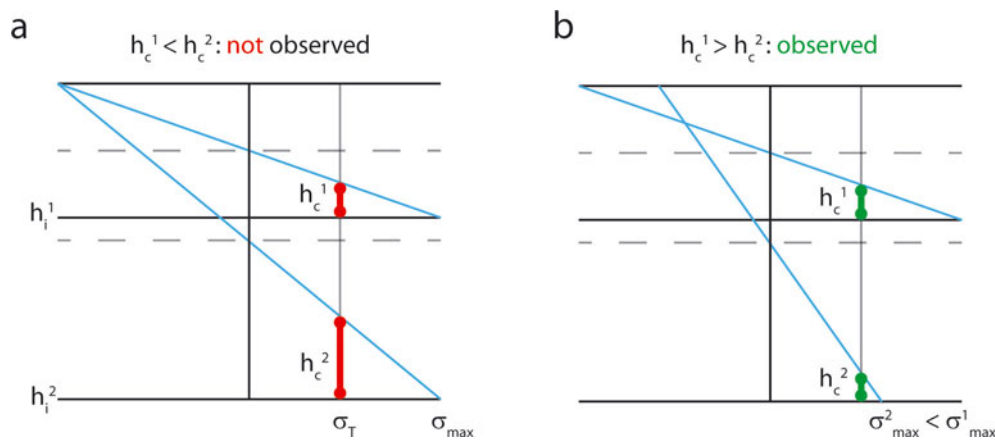 a
h_c^1 < h_c^2: not observed
h_c^1
h_i^1
h_c^2
h_i^2
σ_T
σ_max
b
h_c^1 > h_c^2: observed
h_c^1
h_c^2
σ^2_max < σ^1_max